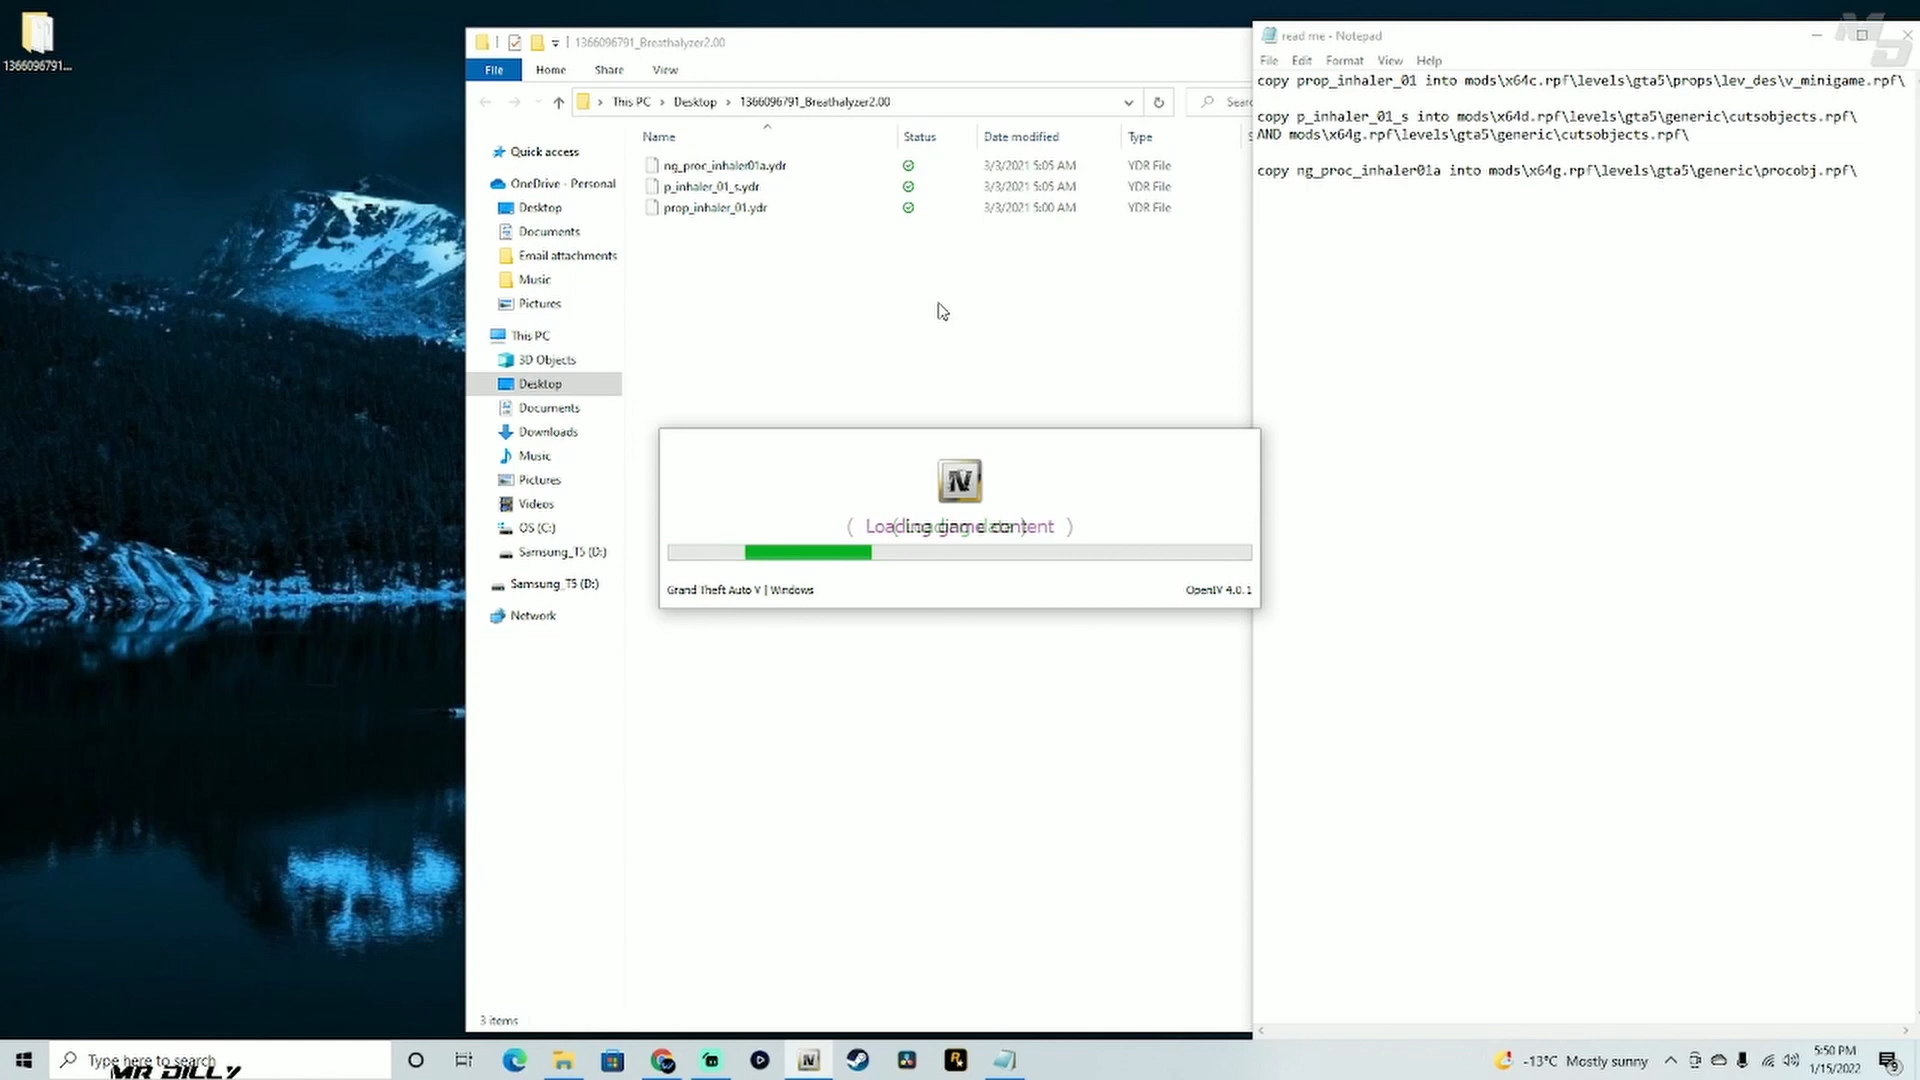 1366096791...
1366096791_Breathalyzer2.00
File
Home
Share
View
This PC
Desktop
1366096791_Breathalyzer2.00
Sear
Name
Status
Date modified
Type
ng_proc_inhaler01a.ydr
3/3/2021 5:05 AM
YDR File
p_inhaler_01_s.ydr
3/3/2021 5:05 AM
YDR File
prop_inhaler_01.ydr
3/3/2021 5:00 AM
YDR File
Quick access
OneDrive - Personal
Desktop
Documents
Email attachments
Music
Pictures
This PC
3D Objects
Desktop
Documents
Downloads
Music
Pictures
Videos
OS (C:)
Samsung_T5 (D:)
Samsung_T5 (D:)
Network
3 items
( Loading game content )
Grand Theft Auto V | Windows
OpenIV 4.0.1
read me - Notepad
File
Edit
Format
View
Help
copy prop_inhaler_01 into mods\x64c.rpf\levels\gta5\props\lev_des\v_minigame.rpf\
copy p_inhaler_01_s into mods\x64d.rpf\levels\gta5\generic\cutsobjects.rpf\
AND mods\x64g.rpf\levels\gta5\generic\cutsobjects.rpf\
copy ng_proc_inhaler01a into mods\x64g.rpf\levels\gta5\generic\procobj.rpf\
Type here to search
MR DILLY
-13°C Mostly sunny
5:50 PM
1/15/2022